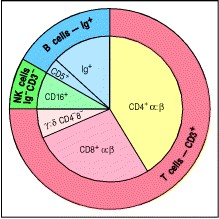 B cells — Ig⁺
NK cells
Ig⁻CD3⁻
CD5⁺
Ig⁺
CD16⁺
CD4⁺ α:β
γ:δ CD4⁻8⁻
CD8⁺ α:β
T cells — CD3⁺